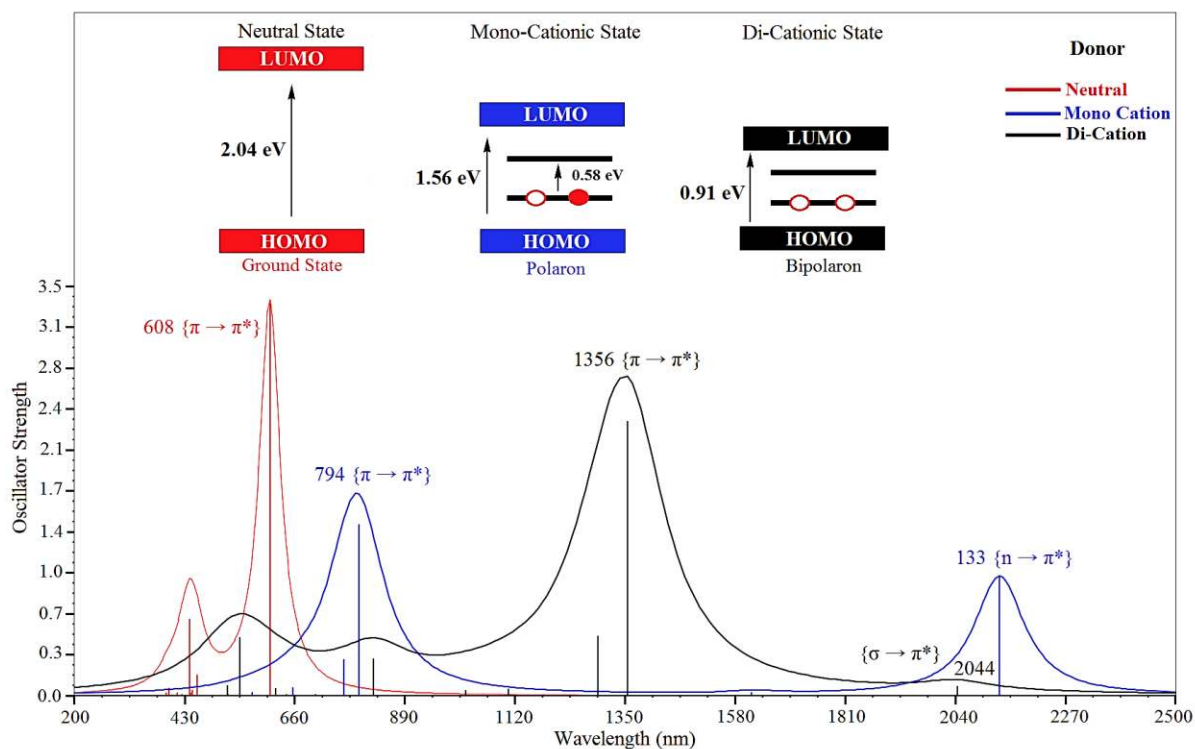 Neutral State
Mono-Cationic State
Di-Cationic State
Donor
Neutral
Mono Cation
Di-Cation
LUMO
LUMO
LUMO
2.04 eV
1.56 eV
0.58 eV
0.91 eV
HOMO
HOMO
HOMO
Ground State
Polaron
Bipolaron
3.5
3.1
2.8
2.4
2.1
1.7
1.4
1.0
0.7
0.3
0.0
Oscillator Strength
608 {π → π*}
794 {π → π*}
1356 {π → π*}
133 {n → π*}
{σ → π*}
2044
200 430 660 890 1120 1350 1580 1810 2040 2270 2500
Wavelength (nm)